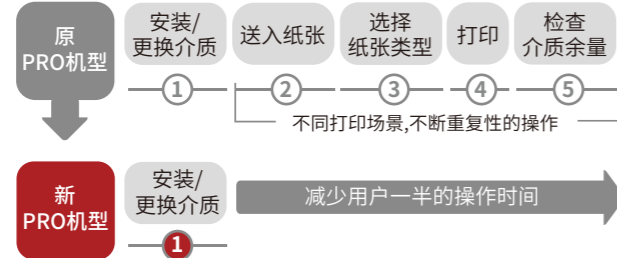 原
PRO机型
安装/
更换介质
送入纸张
选择
纸张类型
打印
检查
介质余量
1
2
3
4
5
不同打印场景,不断重复性的操作
新
PRO机型
安装/
更换介质
减少用户一半的操作时间
1